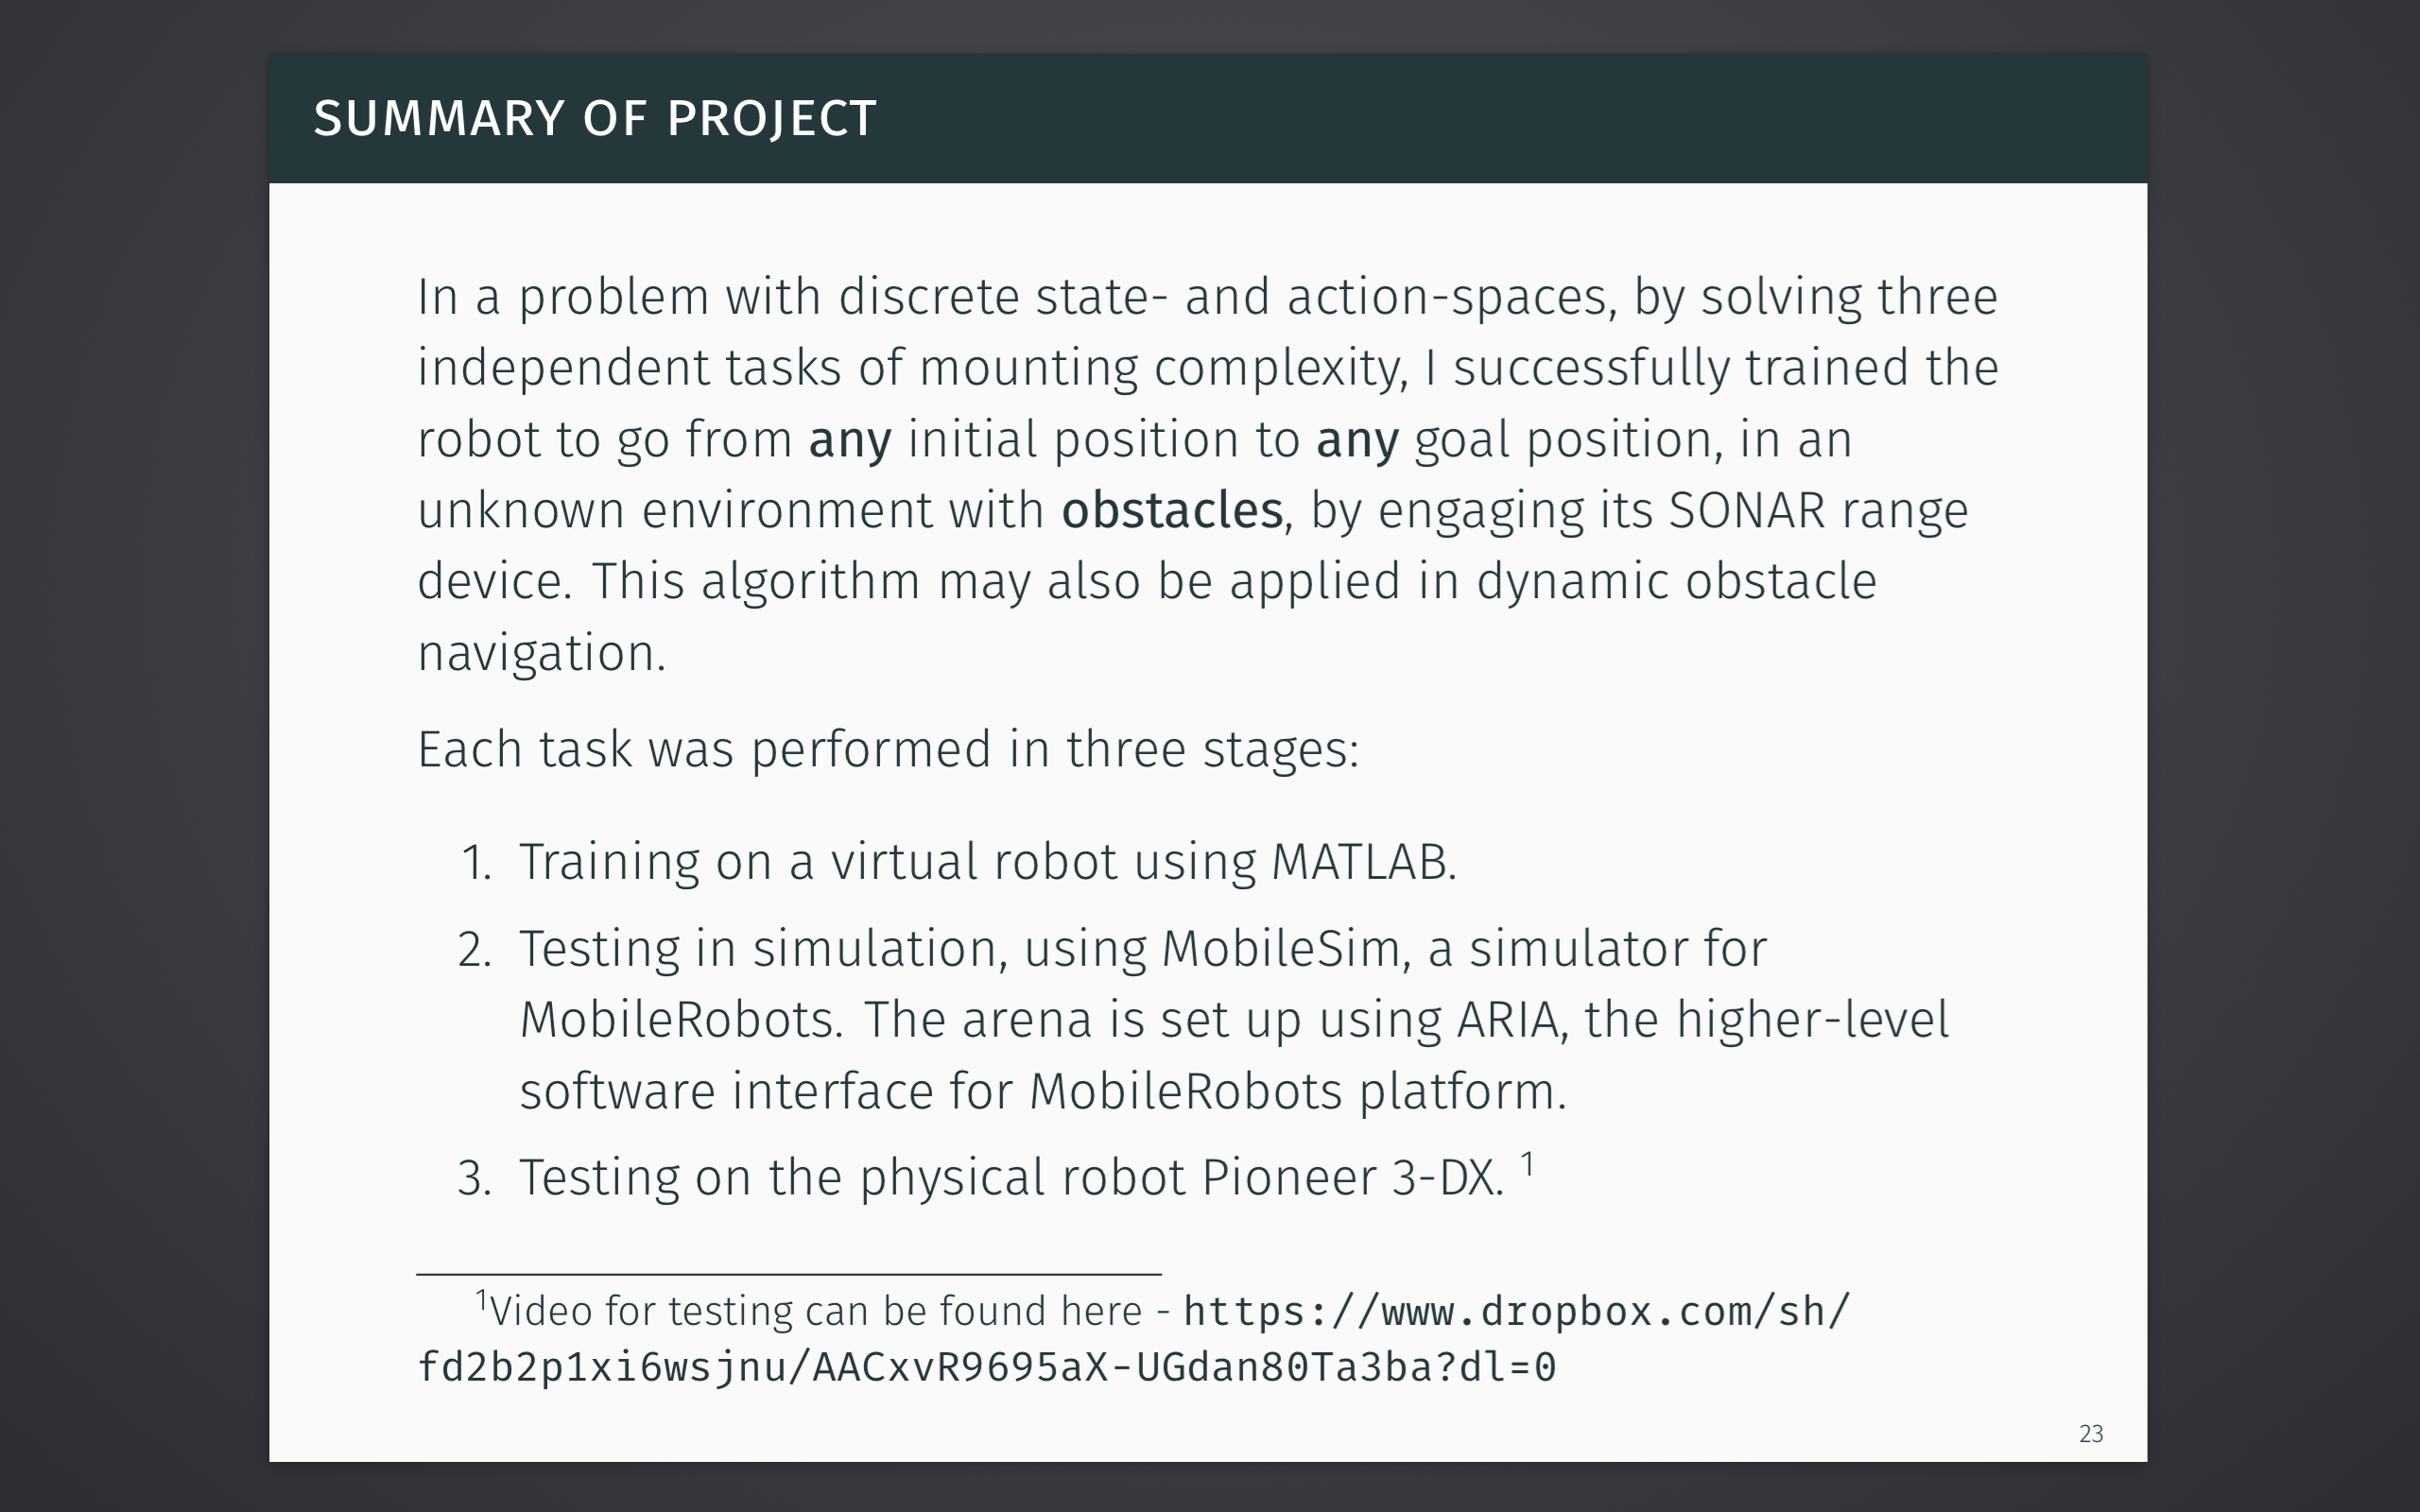 SUMMARY OF PROJECT
In a problem with discrete state- and action-spaces, by solving three
independent tasks of mounting complexity, I successfully trained the
robot to go from any initial position to any goal position, in an
unknown environment with obstacles, by engaging its SONAR range
device. This algorithm may also be applied in dynamic obstacle
navigation.
Each task was performed in three stages:
1. Training on a virtual robot using MATLAB.
2. Testing in simulation, using MobileSim, a simulator for
MobileRobots. The arena is set up using ARIA, the higher-level
software interface for MobileRobots platform.
3. Testing on the physical robot Pioneer 3-DX. 1
1Video for testing can be found here - https://www.dropbox.com/sh/
fd2b2p1xi6wsjnu/AACxvR9695aX-UGdan80Ta3ba?dl=0
23